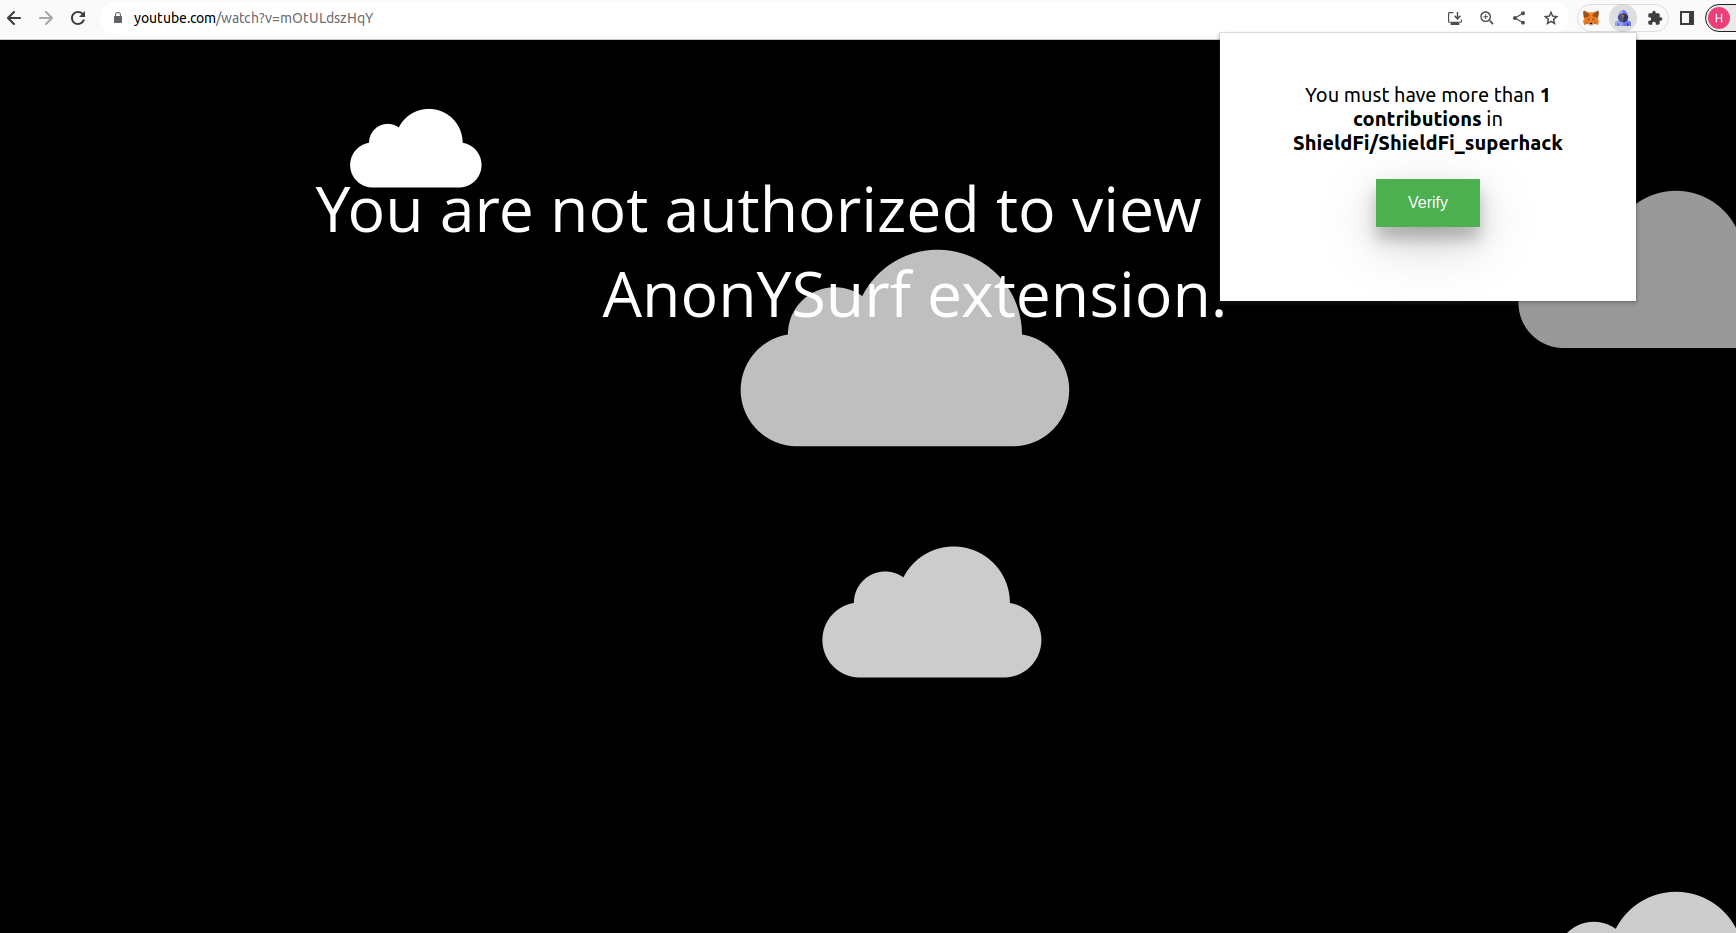 youtube.com/watch?v=mOtULdszHqY
H
You must have more than 1
contributions in
ShieldFi/ShieldFi_superhack
Verify
You are not authorized to view
AnonYSurf extension.